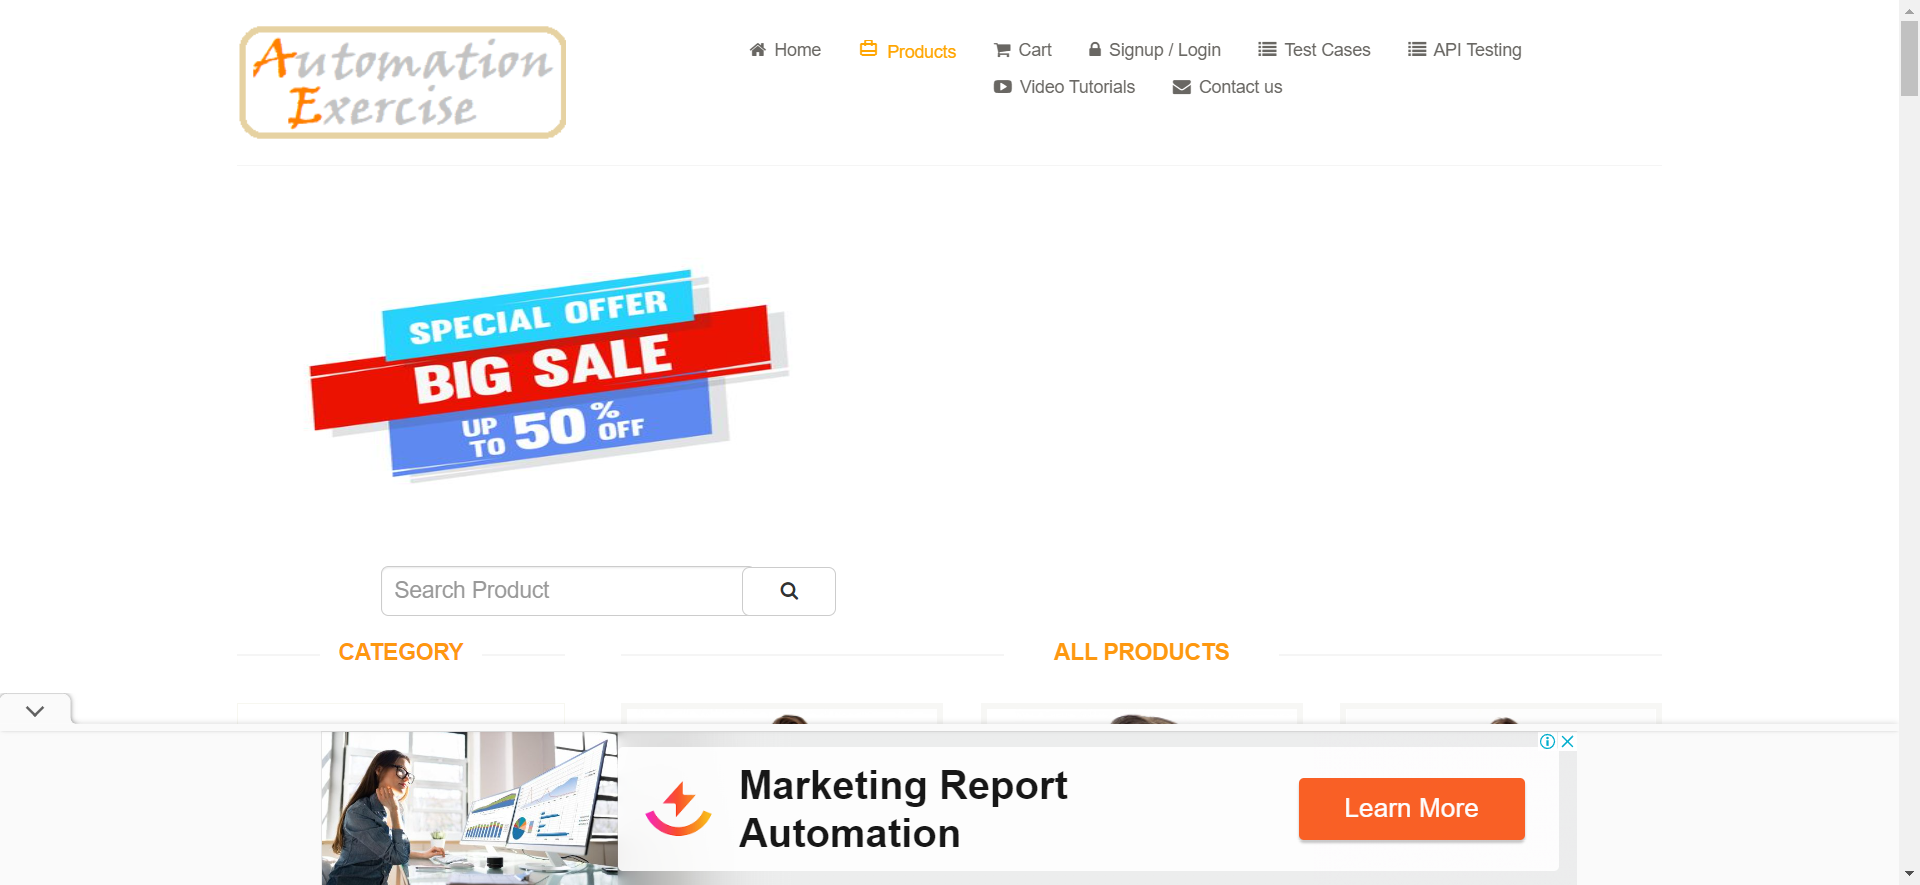 Automation
Exercise
Home
Products
Cart
Signup / Login
Test Cases
API Testing
Video Tutorials
Contact us
SPECIAL OFFER
BIG SALE
UP TO 50% OFF
Search Product
CATEGORY
ALL PRODUCTS
Marketing Report
Automation
Learn More